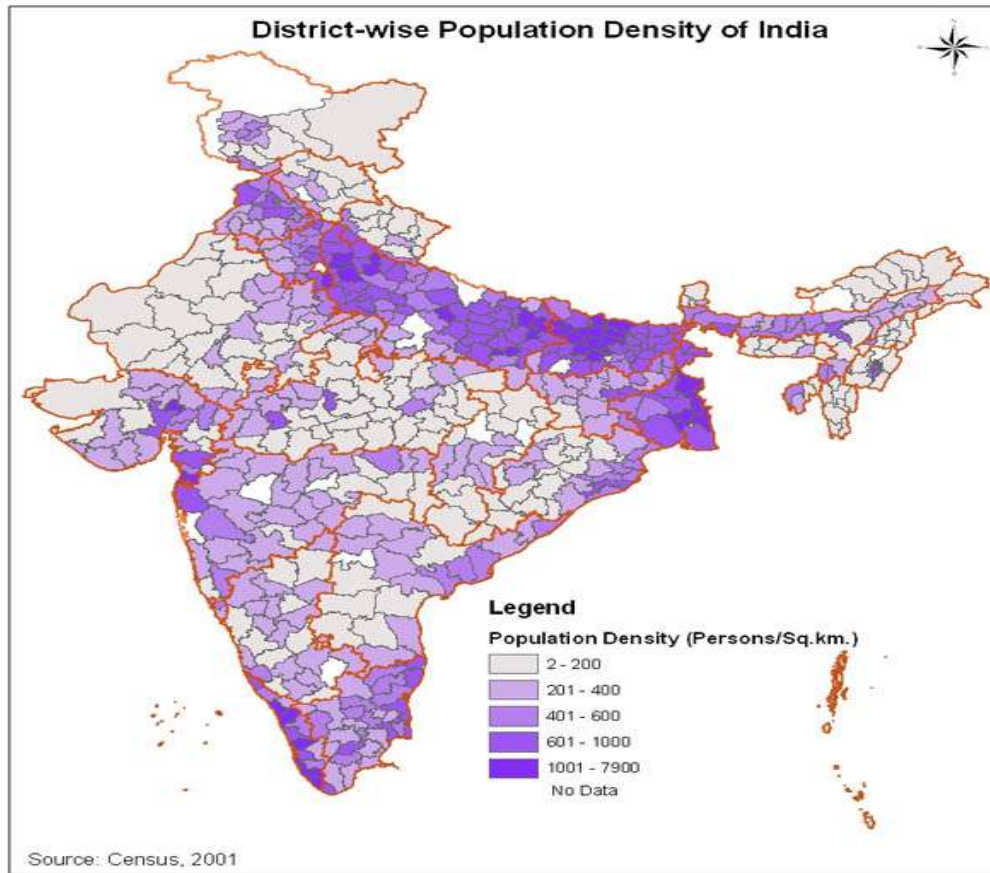 District-wise Population Density of India
Legend
Population Density (Persons/Sq.km.)
2 - 200
201 - 400
401 - 600
601 - 1000
1001 - 7900
No Data
Source: Census, 2001